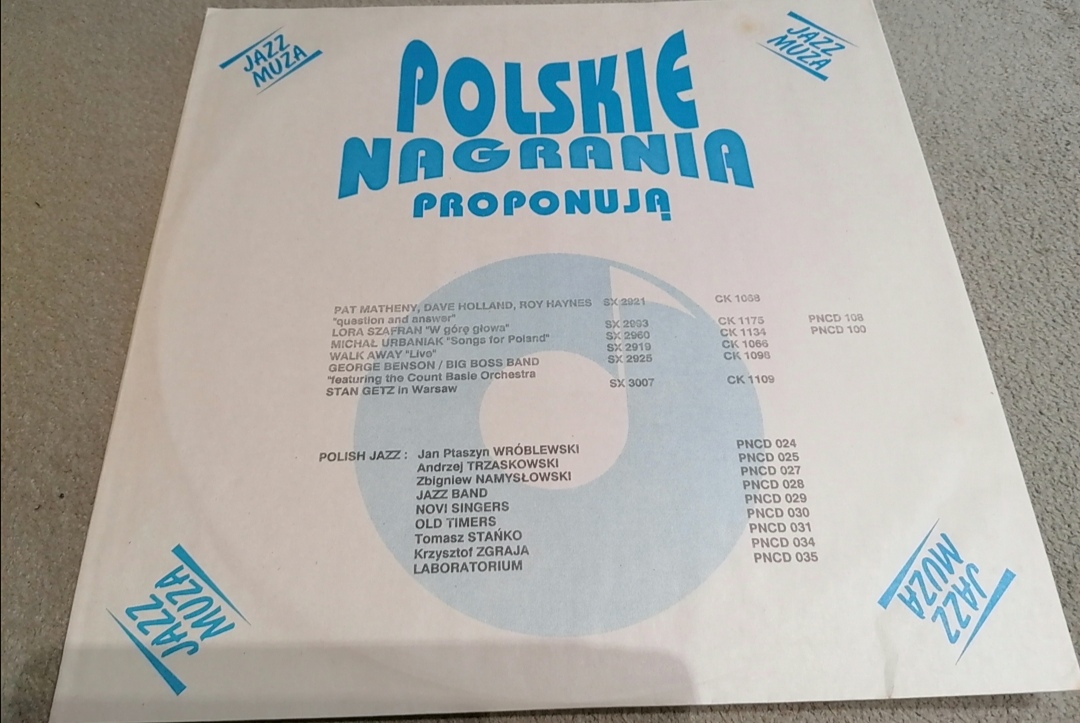 JAZZ
MUZA
JAZZ
MUZA
POLSKIE
NAGRANIA
PROPONUJĄ
PAT MATHENY, DAVE HOLLAND, ROY HAYNES SX 2921 CK 1058
"question and answer"
LORA SZAFRAN "W górę głowa" SX CK 1175 PNCD 108
MICHAŁ URBANIAK "Songs for Poland" SX 2960 CK 1134 PNCD 100
WALK AWAY "Live" SX 2919 CK 1066
GEORGE BENSON / BIG BOSS BAND SX 2925 CK 1098
"featuring the Count Basie Orchestra
STAN GETZ in Warsaw SX 3007 CK 1109
POLISH JAZZ : Jan Ptaszyn WRÓBLEWSKI PNCD 024
Andrzej TRZASKOWSKI PNCD 025
Zbigniew NAMYSŁOWSKI PNCD 027
JAZZ BAND PNCD 028
NOVI SINGERS PNCD 029
OLD TIMERS PNCD 030
Tomasz STAŃKO PNCD 031
Krzysztof ZGRAJA PNCD 034
LABORATORIUM PNCD 035
JAZZ
MUZA
JAZZ
MUZA